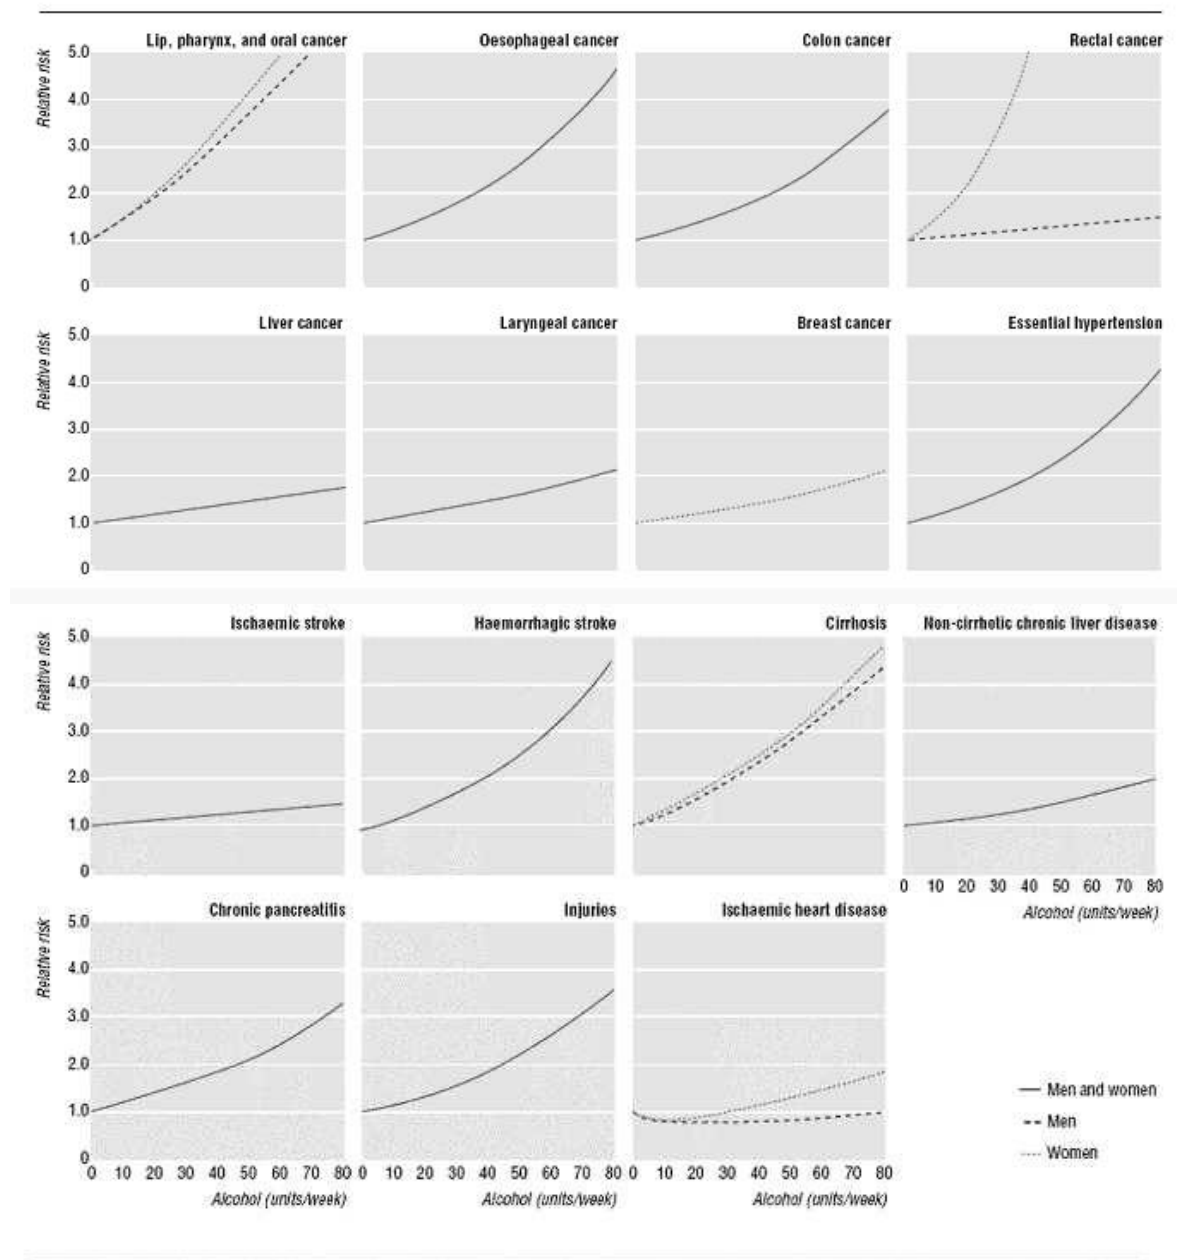 Lip, pharynx, and oral cancer
Oesophageal cancer
Colon cancer
Rectal cancer
Relative risk
5.0
4.0
3.0
2.0
1.0
0
Liver cancer
Laryngeal cancer
Breast cancer
Essential hypertension
Relative risk
5.0
4.0
3.0
2.0
1.0
0
Ischaemic stroke
Haemorrhagic stroke
Cirrhosis
Non-cirrhotic chronic liver disease
Relative risk
5.0
4.0
3.0
2.0
1.0
0
0 10 20 30 40 50 60 70 80
Alcohol (units/week)
Chronic pancreatitis
Injuries
Ischaemic heart disease
Relative risk
5.0
4.0
3.0
2.0
1.0
0
0 10 20 30 40 50 60 70 80
0 10 20 30 40 50 60 70 80
0 10 20 30 40 50 60 70 80
Alcohol (units/week)
Alcohol (units/week)
Alcohol (units/week)
Men and women
Men
Women